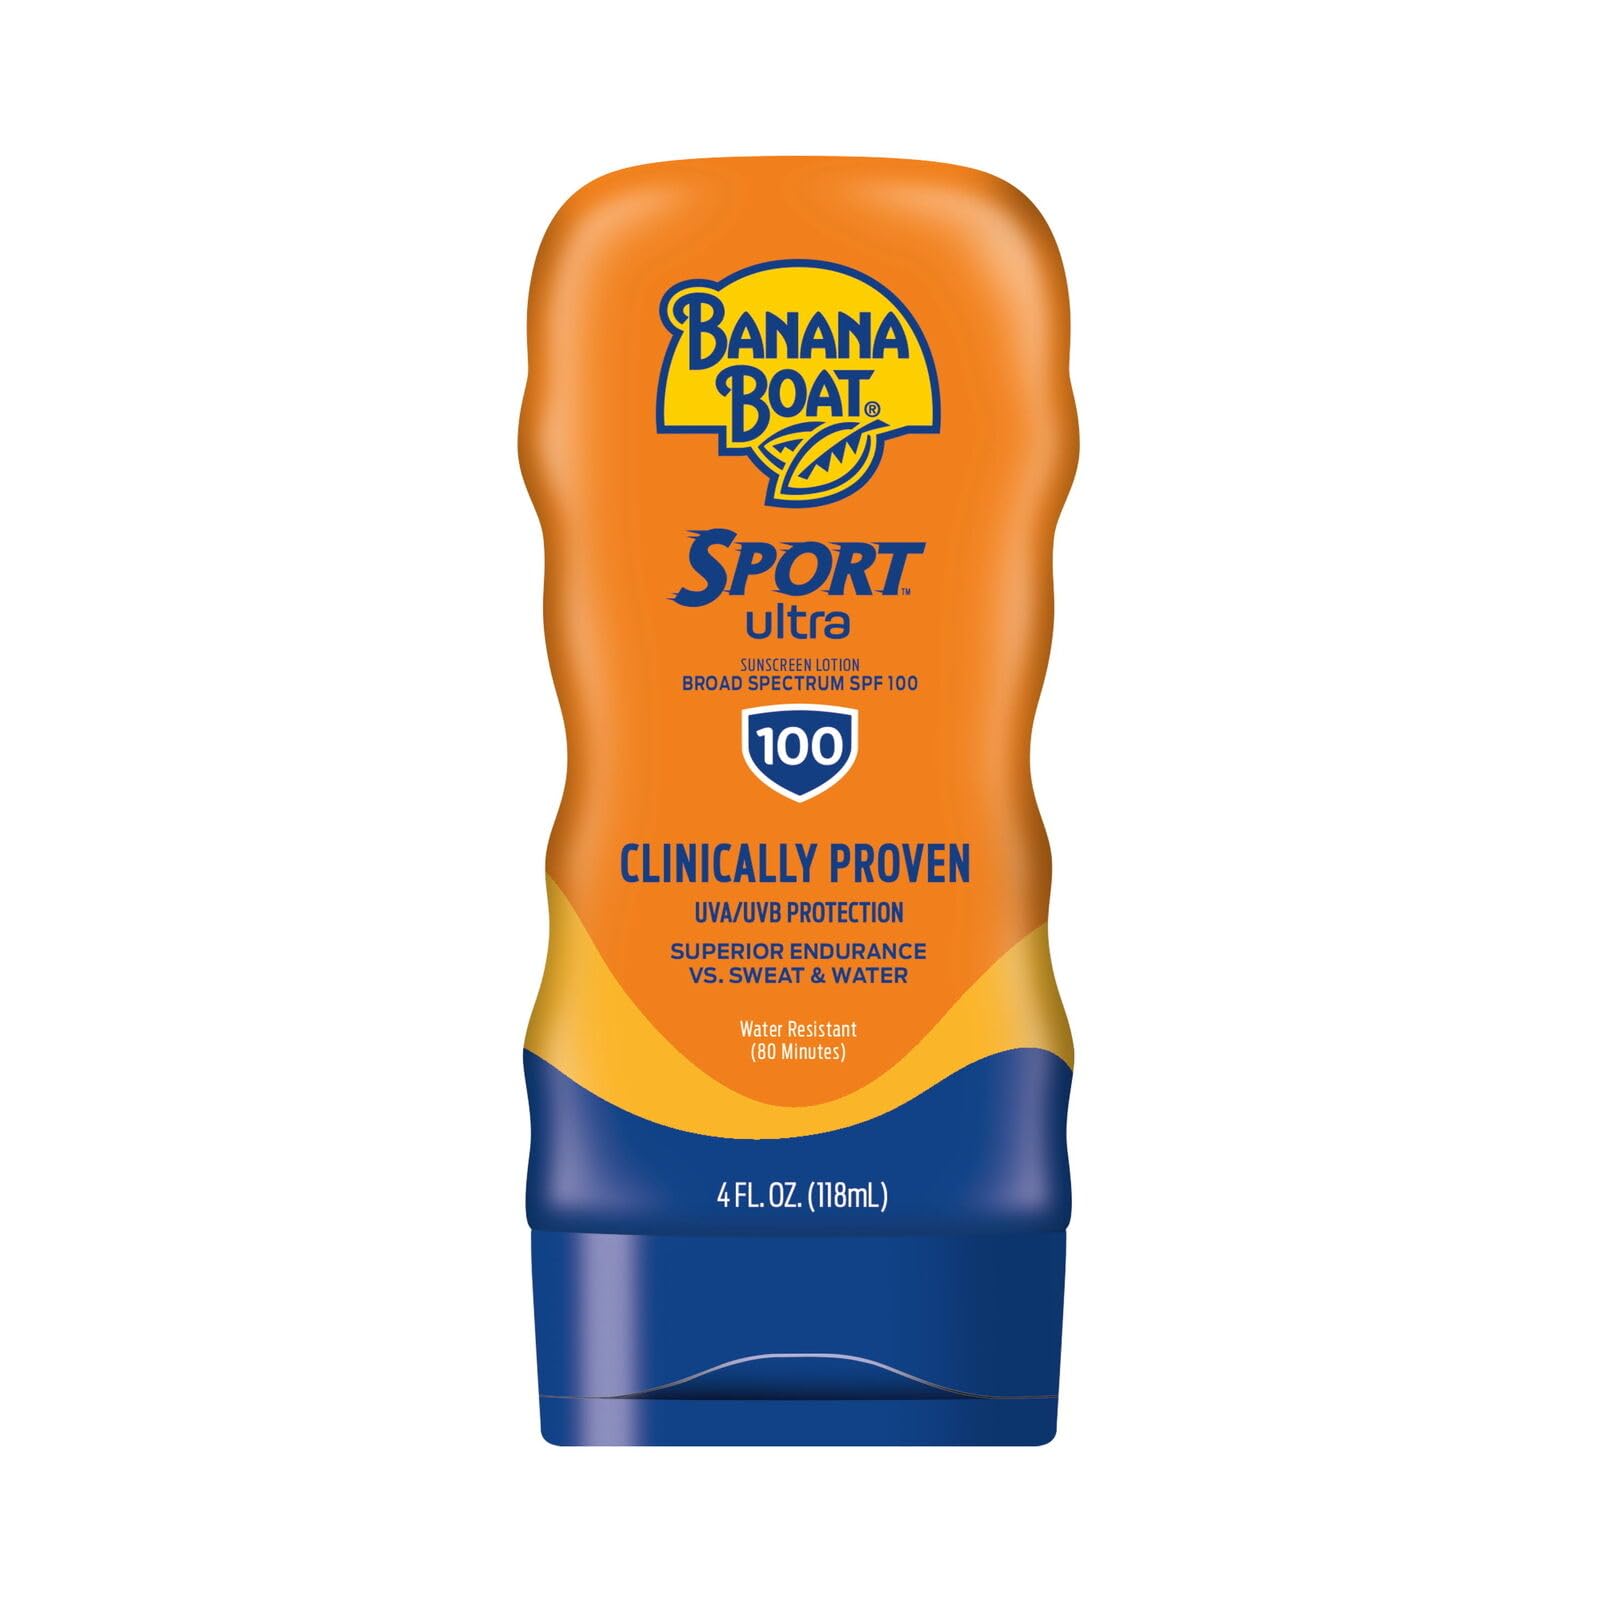 BANANA
BOAT®
SPORT™
ultra
SUNSCREEN LOTION
BROAD SPECTRUM SPF 100
100
CLINICALLY PROVEN
UVA/UVB PROTECTION
SUPERIOR ENDURANCE
VS. SWEAT & WATER
Water Resistant
(80 Minutes)
4 FL. OZ. (118mL)